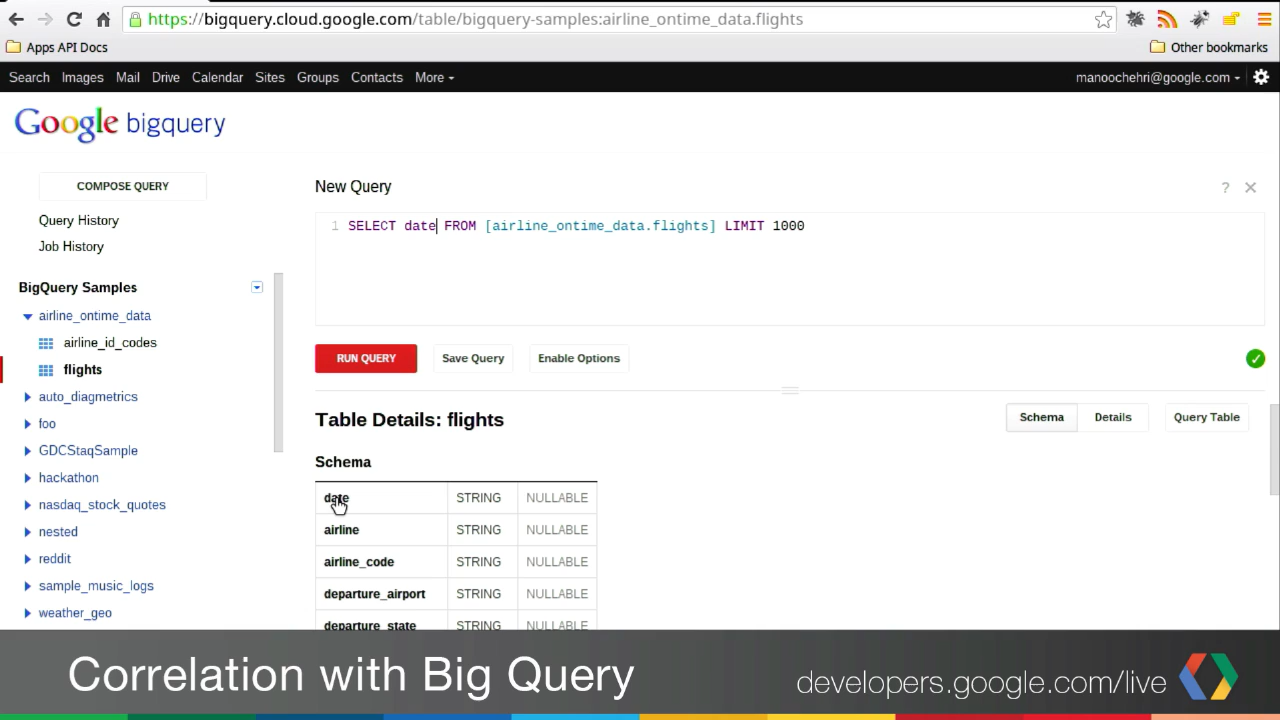 https://bigquery.cloud.google.com/table/bigquery-samples:airline_ontime_data.flights
Apps API Docs
Other bookmarks
Search Images Mail Drive Calendar Sites Groups Contacts More
manoochehri@google.com
Google bigquery
COMPOSE QUERY
Query History
Job History
BigQuery Samples
airline_ontime_data
airline_id_codes
flights
auto_diagmetrics
foo
GDCStaqSample
hackathon
nasdaq_stock_quotes
nested
reddit
sample_music_logs
weather_geo
New Query
?
1 SELECT date FROM [airline_ontime_data.flights] LIMIT 1000
RUN QUERY
Save Query
Enable Options
Table Details: flights
Schema
Details
Query Table
Schema
date STRING NULLABLE
airline STRING NULLABLE
airline_code STRING NULLABLE
departure_airport STRING NULLABLE
departure_state STRING NULLABLE
Correlation with Big Query
developers.google.com/live